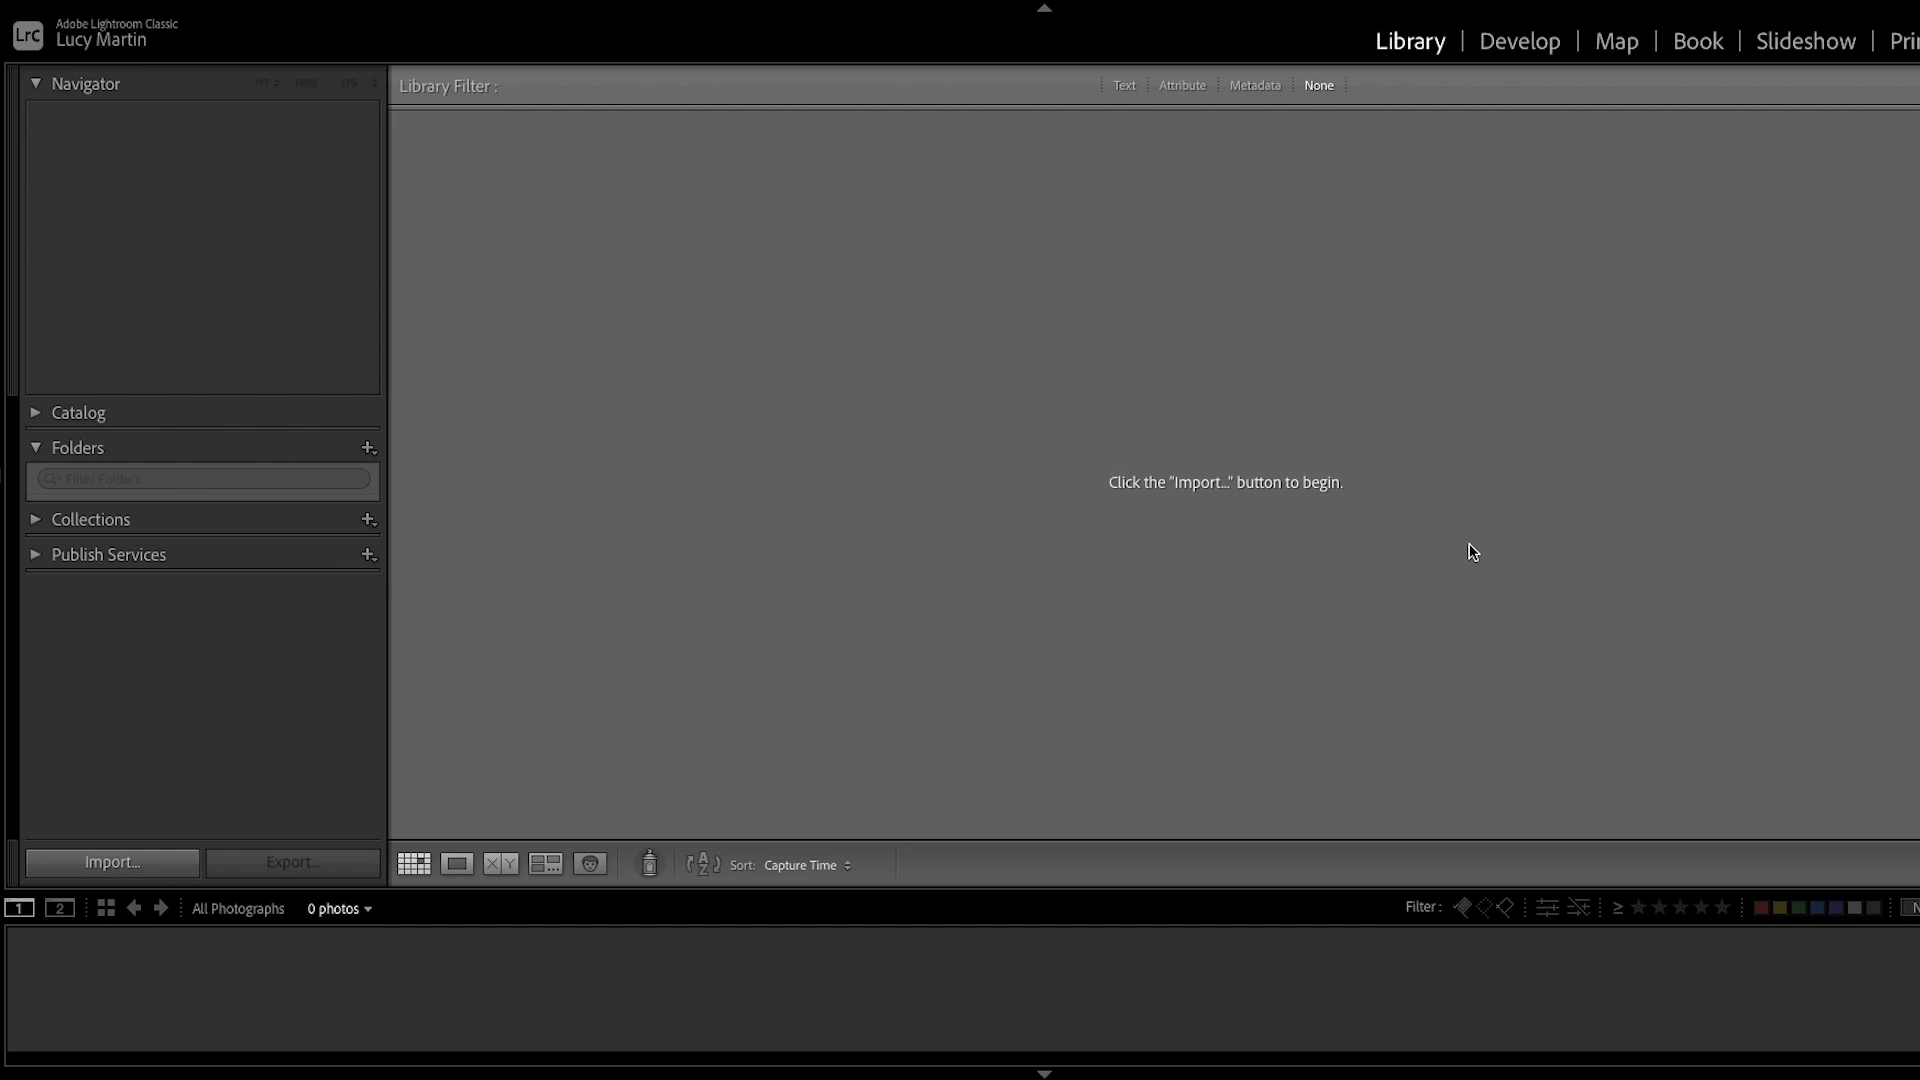 LrC
Adobe Lightroom Classic
Lucy Martin
Library | Develop | Map | Book | Slideshow |
Navigator
100%
Library Filter :
Text Attribute Metadata None
Catalog
Folders
Filter Folders
Click the "Import..." button to begin.
Collections
Publish Services
Import...
Export...
X Y
Sort: Capture Time
1 2 All Photographs 0 photos
Filter :